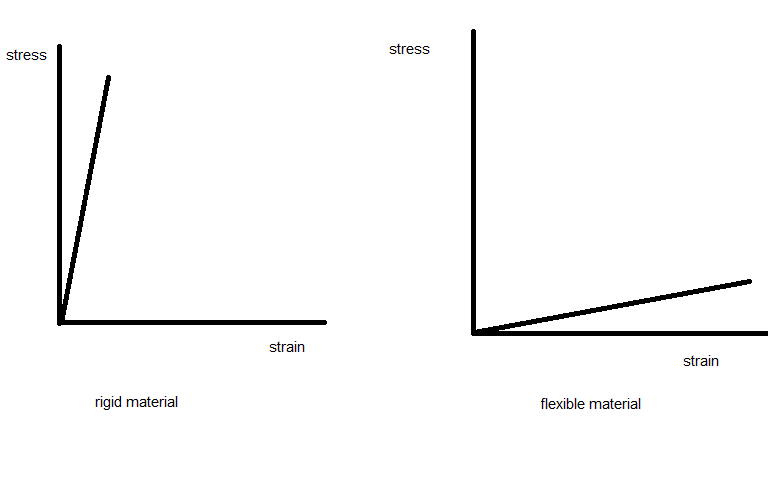 stress
strain
rigid material
stress
strain
flexible material